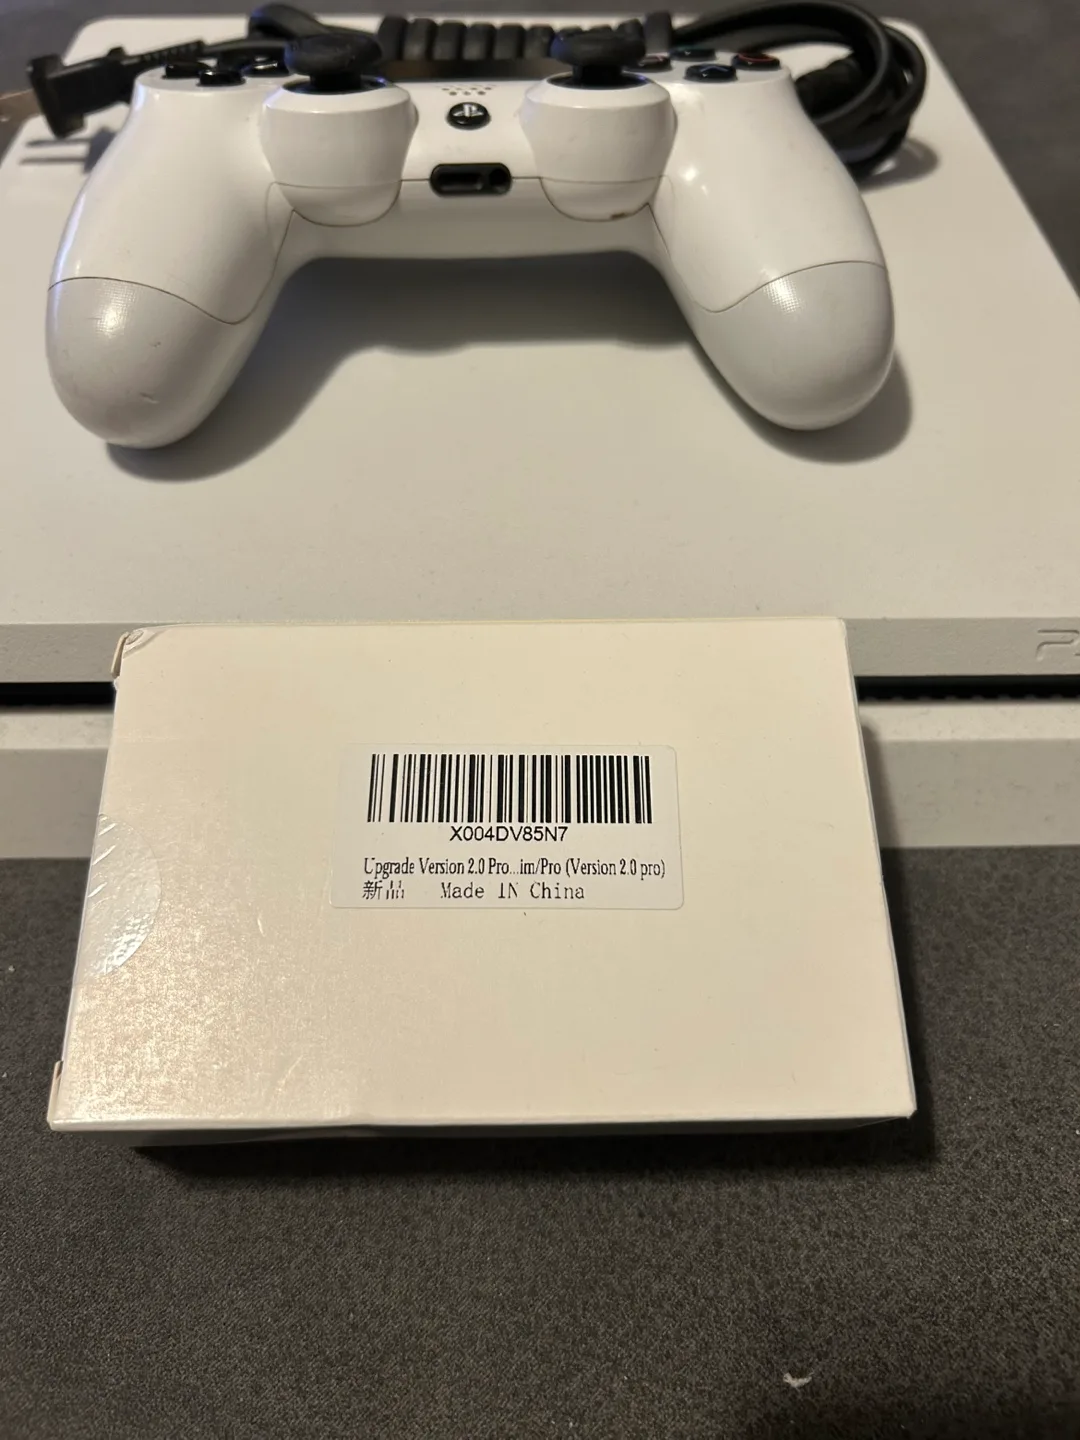 X004DV85N7
Upgrade Version 2.0 Pro...im/Pro (Version 2.0 pro)
新品 Made IN China